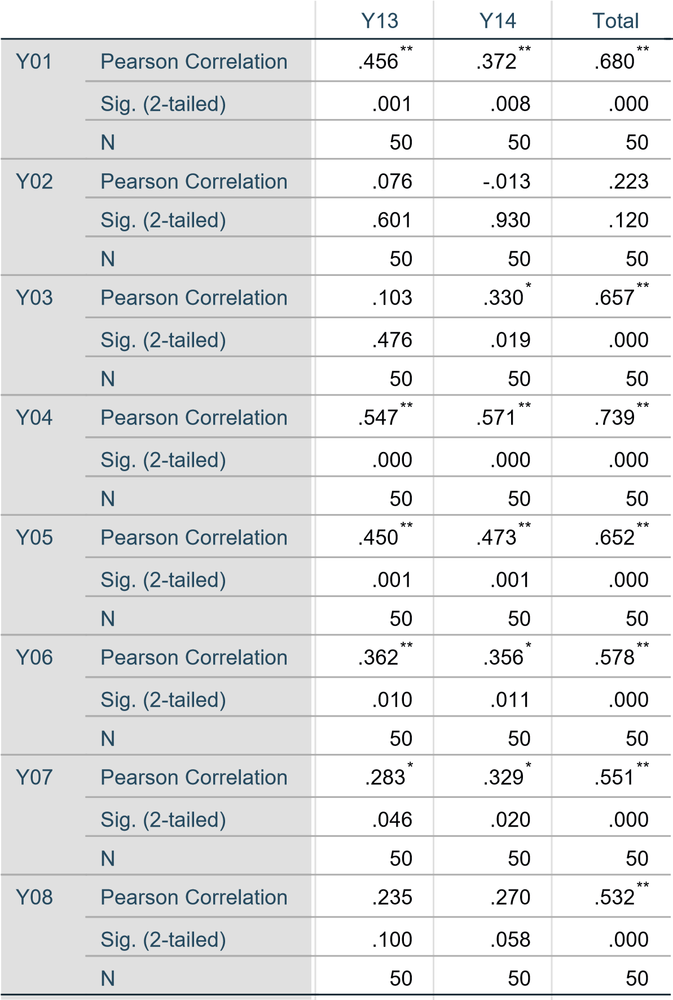 Y13 Y14 Total
Y01 Pearson Correlation .456** .372** .680**
Sig. (2-tailed) .001 .008 .000
N 50 50 50
Y02 Pearson Correlation .076 -.013 .223
Sig. (2-tailed) .601 .930 .120
N 50 50 50
Y03 Pearson Correlation .103 .330* .657**
Sig. (2-tailed) .476 .019 .000
N 50 50 50
Y04 Pearson Correlation .547** .571** .739**
Sig. (2-tailed) .000 .000 .000
N 50 50 50
Y05 Pearson Correlation .450** .473** .652**
Sig. (2-tailed) .001 .001 .000
N 50 50 50
Y06 Pearson Correlation .362** .356* .578**
Sig. (2-tailed) .010 .011 .000
N 50 50 50
Y07 Pearson Correlation .283* .329* .551**
Sig. (2-tailed) .046 .020 .000
N 50 50 50
Y08 Pearson Correlation .235 .270 .532**
Sig. (2-tailed) .100 .058 .000
N 50 50 50